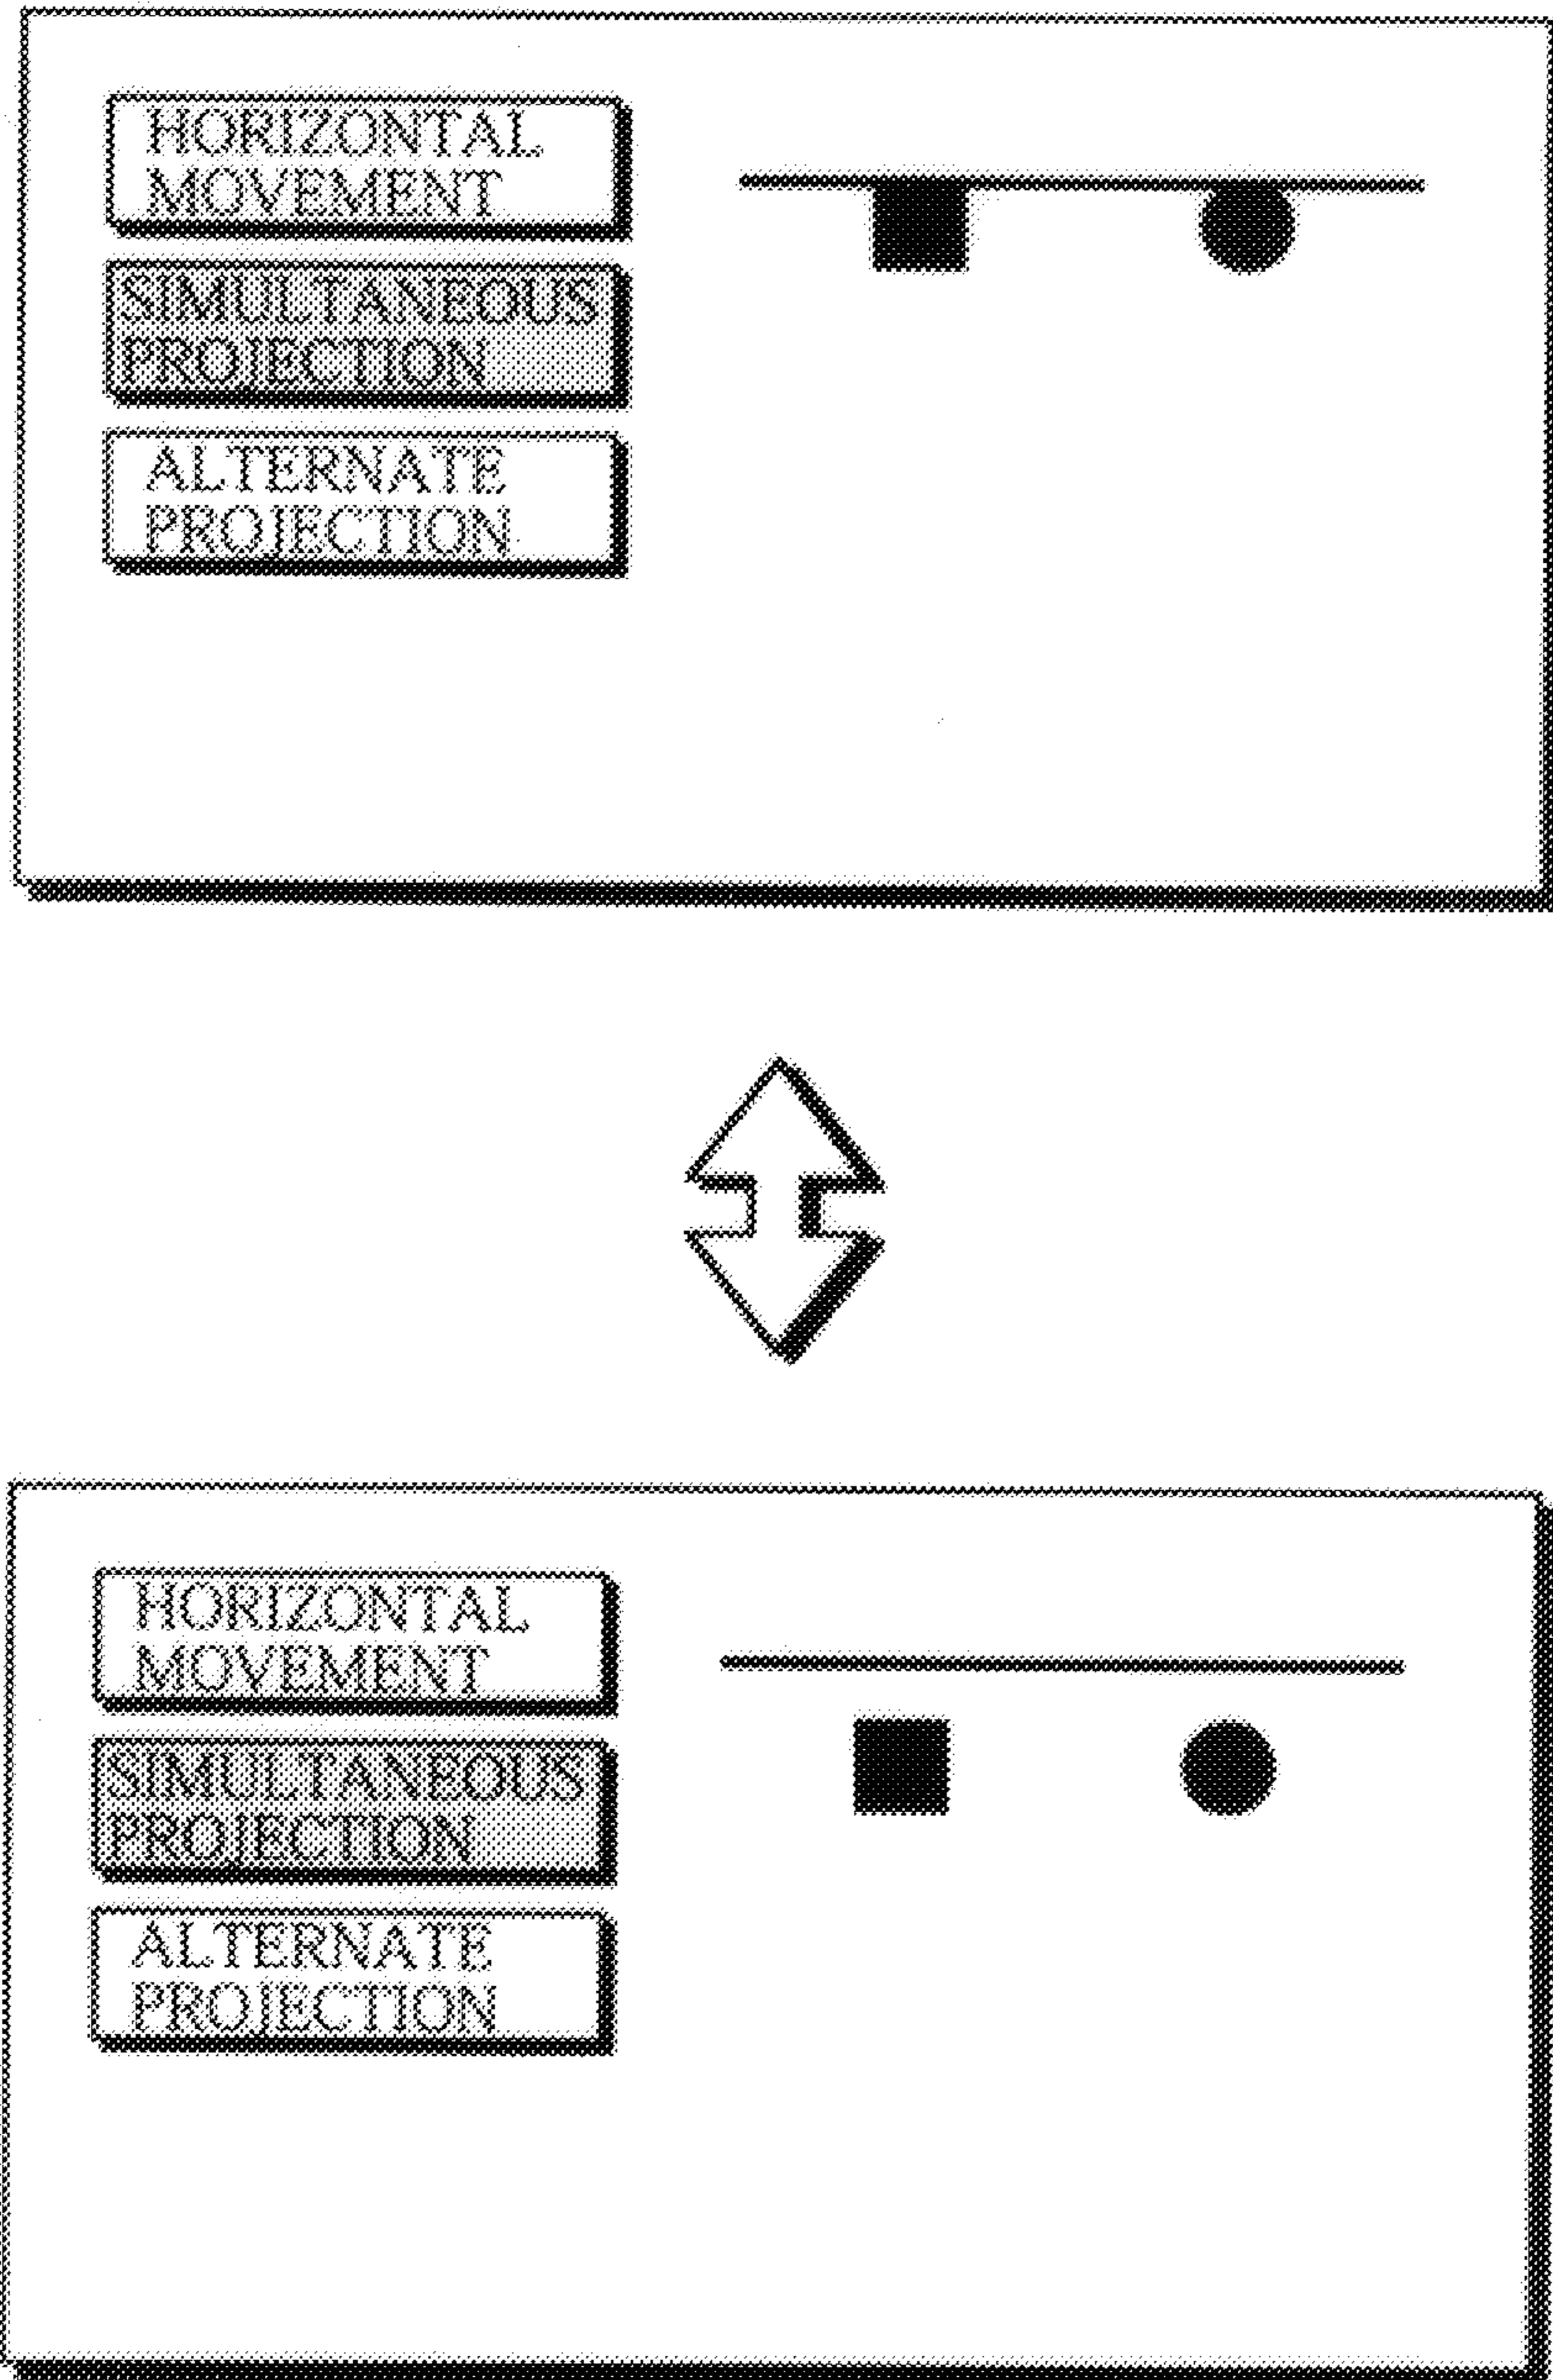 HORIZONTAL
MOVEMENT
SIMULTANEOUS
PROJECTION
ALTERNATE
PROJECTION
HORIZONTAL
MOVEMENT
SIMULTANEOUS
PROJECTION
ALTERNATE
PROJECTION